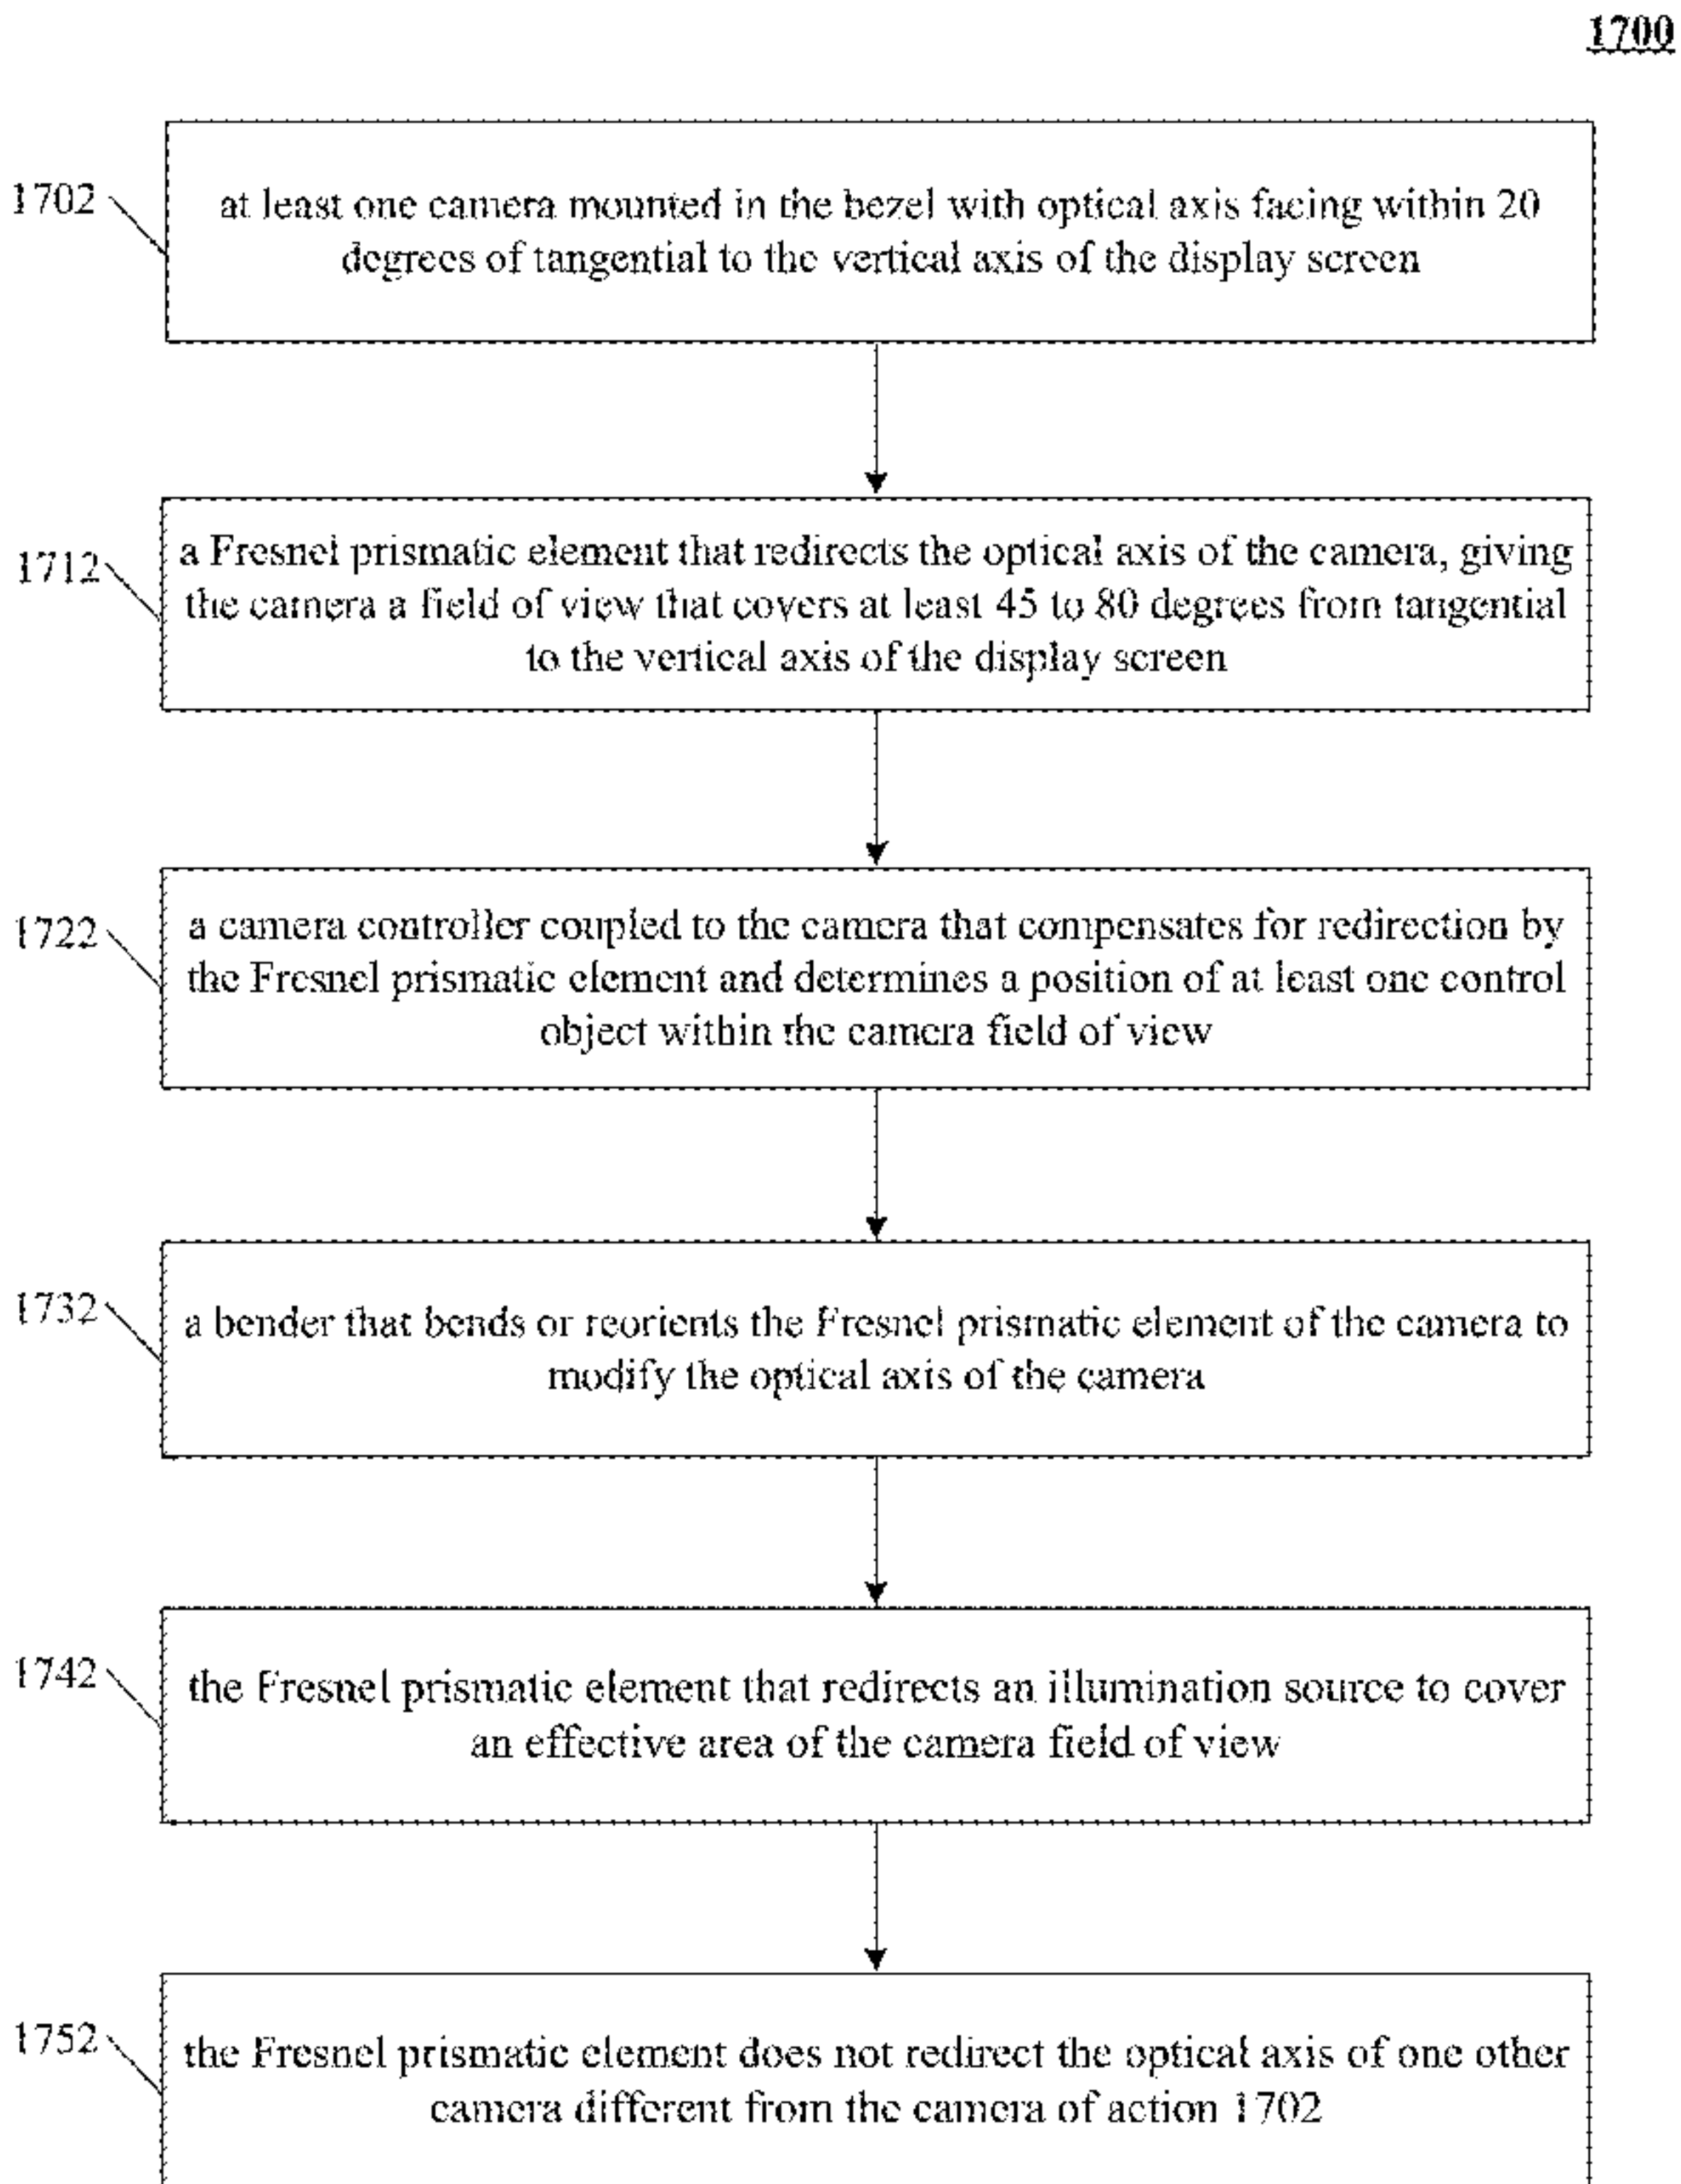 1700
1702
at least one camera mounted in the bezel with optical axis facing within 20
degrees of tangential to the vertical axis of the display screen
1712
a Fresnel prismatic element that redirects the optical axis of the camera, giving
the camera a field of view that covers at least 45 to 80 degrees from tangential
to the vertical axis of the display screen
1722
a camera controller coupled to the camera that compensates for redirection by
the Fresnel prismatic element and determines a position of at least one control
object within the camera field of view
1732
a bender that bends or reorients the Fresnel prismatic element of the camera to
modify the optical axis of the camera
1742
the Fresnel prismatic element that redirects an illumination source to cover
an effective area of the camera field of view
1752
the Fresnel prismatic element does not redirect the optical axis of one other
camera different from the camera of action 1702